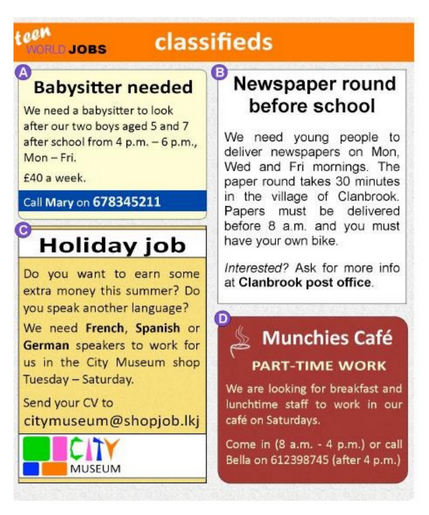 teen
WORLD JOBS
classifieds
A
Babysitter needed
We need a babysitter to look
after our two boys aged 5 and 7
after school from 4 p.m. – 6 p.m.,
Mon – Fri.
£40 a week.
Call Mary on 678345211
B
Newspaper round
before school
We need young people to
deliver newspapers on Mon,
Wed and Fri mornings. The
paper round takes 30 minutes
in the village of Clanbrook.
Papers must be delivered
before 8 a.m. and you must
have your own bike.
Interested? Ask for more info
at Clanbrook post office.
C
Holiday job
Do you want to earn some
extra money this summer? Do
you speak another language?
We need French, Spanish or
German speakers to work for
us in the City Museum shop
Tuesday – Saturday.
Send your CV to
citymuseum@shopjob.lkj
CITY
MUSEUM
D
Munchies Café
PART-TIME WORK
We are looking for breakfast and
lunchtime staff to work in our
café on Saturdays.
Come in (8 a.m. - 4 p.m.) or call
Bella on 612398745 (after 4 p.m.)